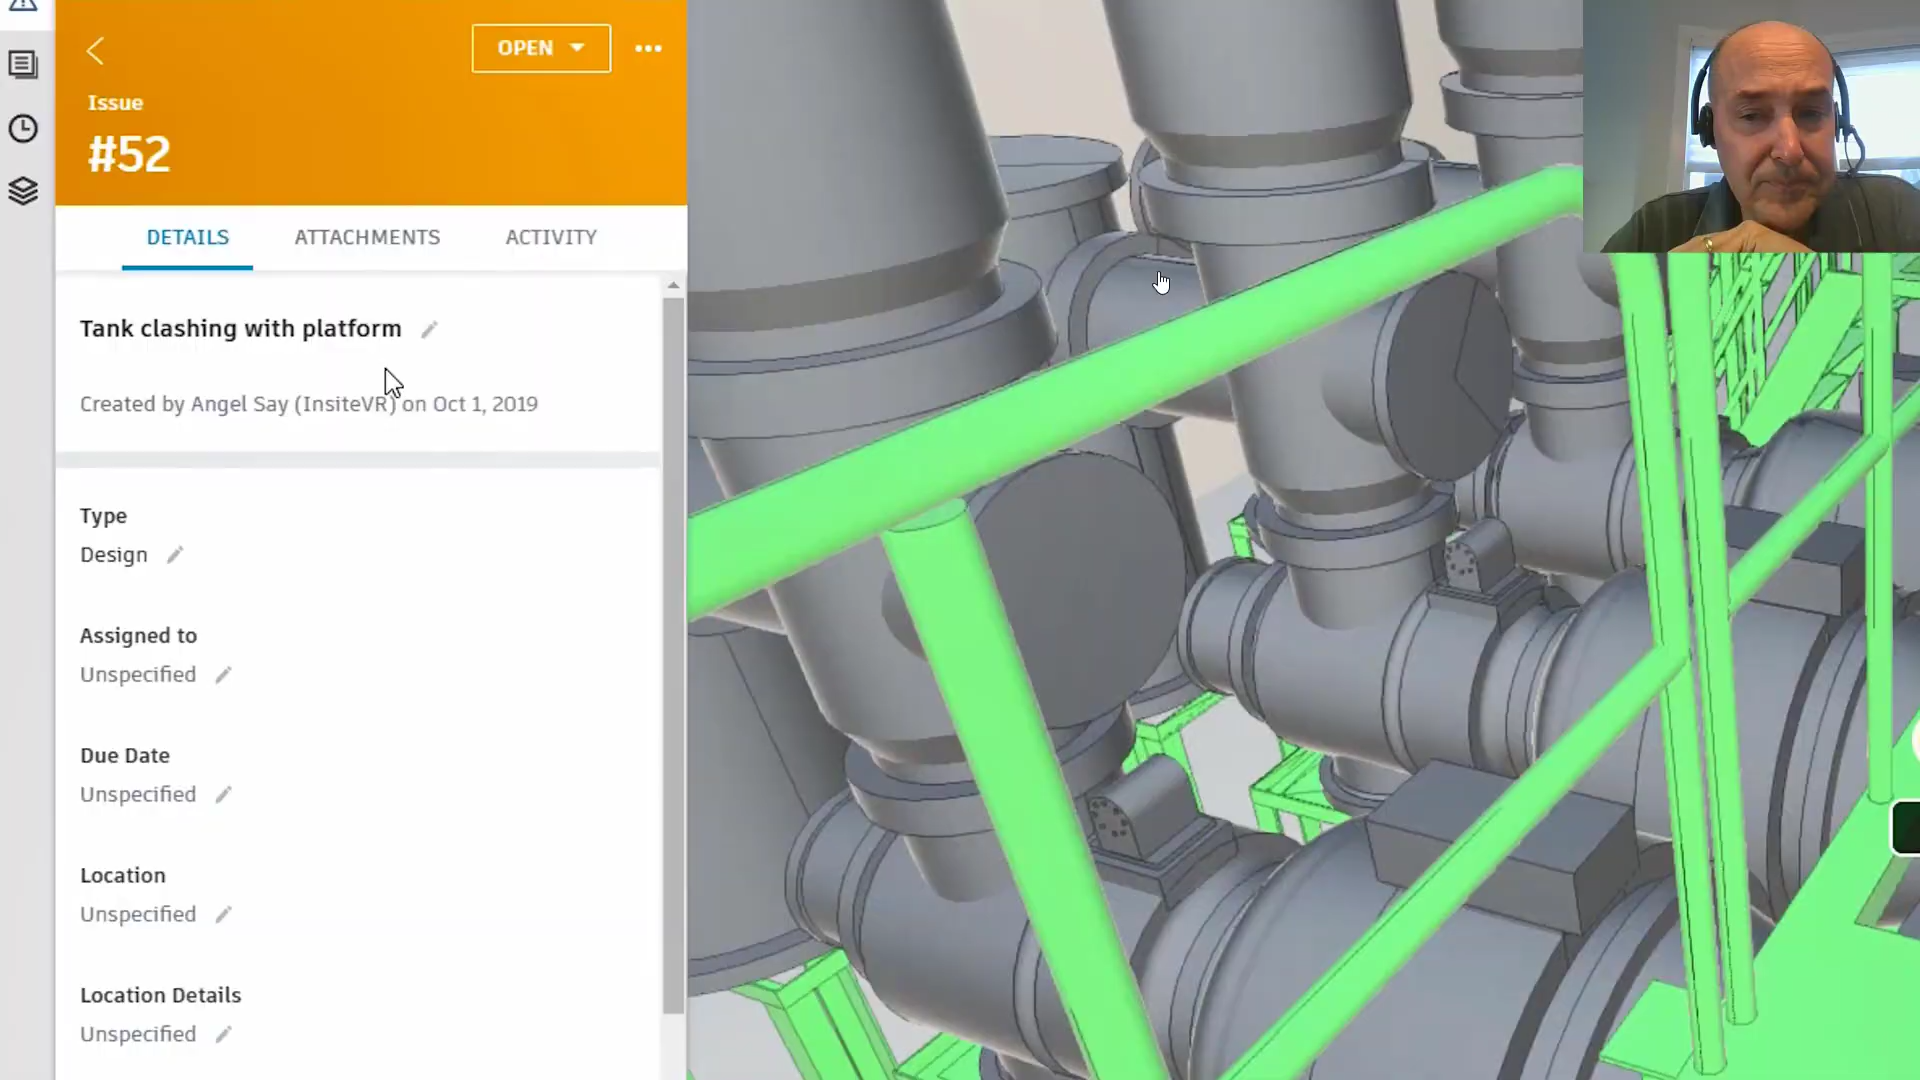 OPEN
Issue
#52
DETAILS
ATTACHMENTS
ACTIVITY
Tank clashing with platform
Created by Angel Say (InsiteVR) on Oct 1, 2019
Type
Design
Assigned to
Unspecified
Due Date
Unspecified
Location
Unspecified
Location Details
Unspecified